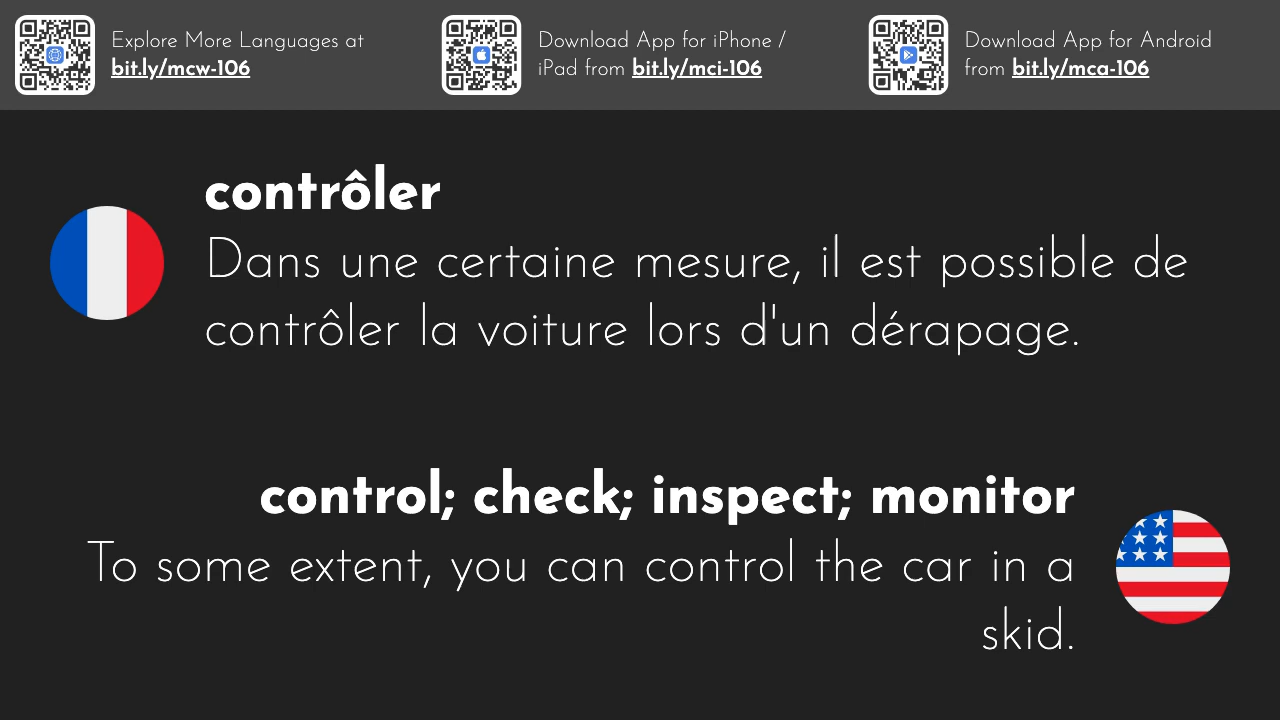 Explore More Languages at
bit.ly/mcw-106
Download App for iPhone /
iPad from bit.ly/mci-106
Download App for Android
from bit.ly/mca-106
contrôler
Dans une certaine mesure, il est possible de
contrôler la voiture lors d'un dérapage.
control; check; inspect; monitor
To some extent, you can control the car in a
skid.